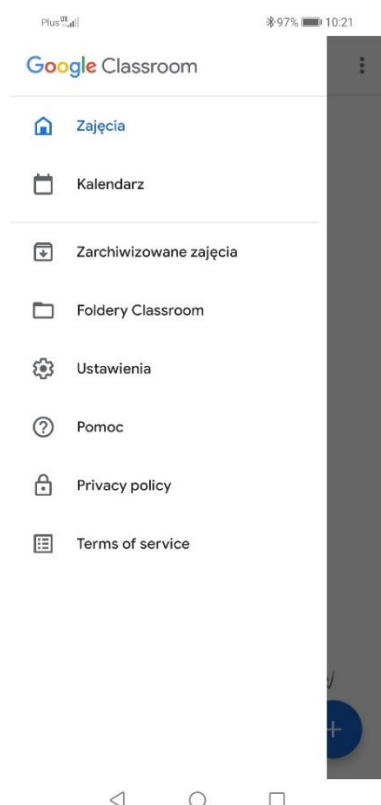 Plus 97% 10:21
Google Classroom
Zajęcia
Kalendarz
Zarchiwizowane zajęcia
Foldery Classroom
Ustawienia
Pomoc
Privacy policy
Terms of service